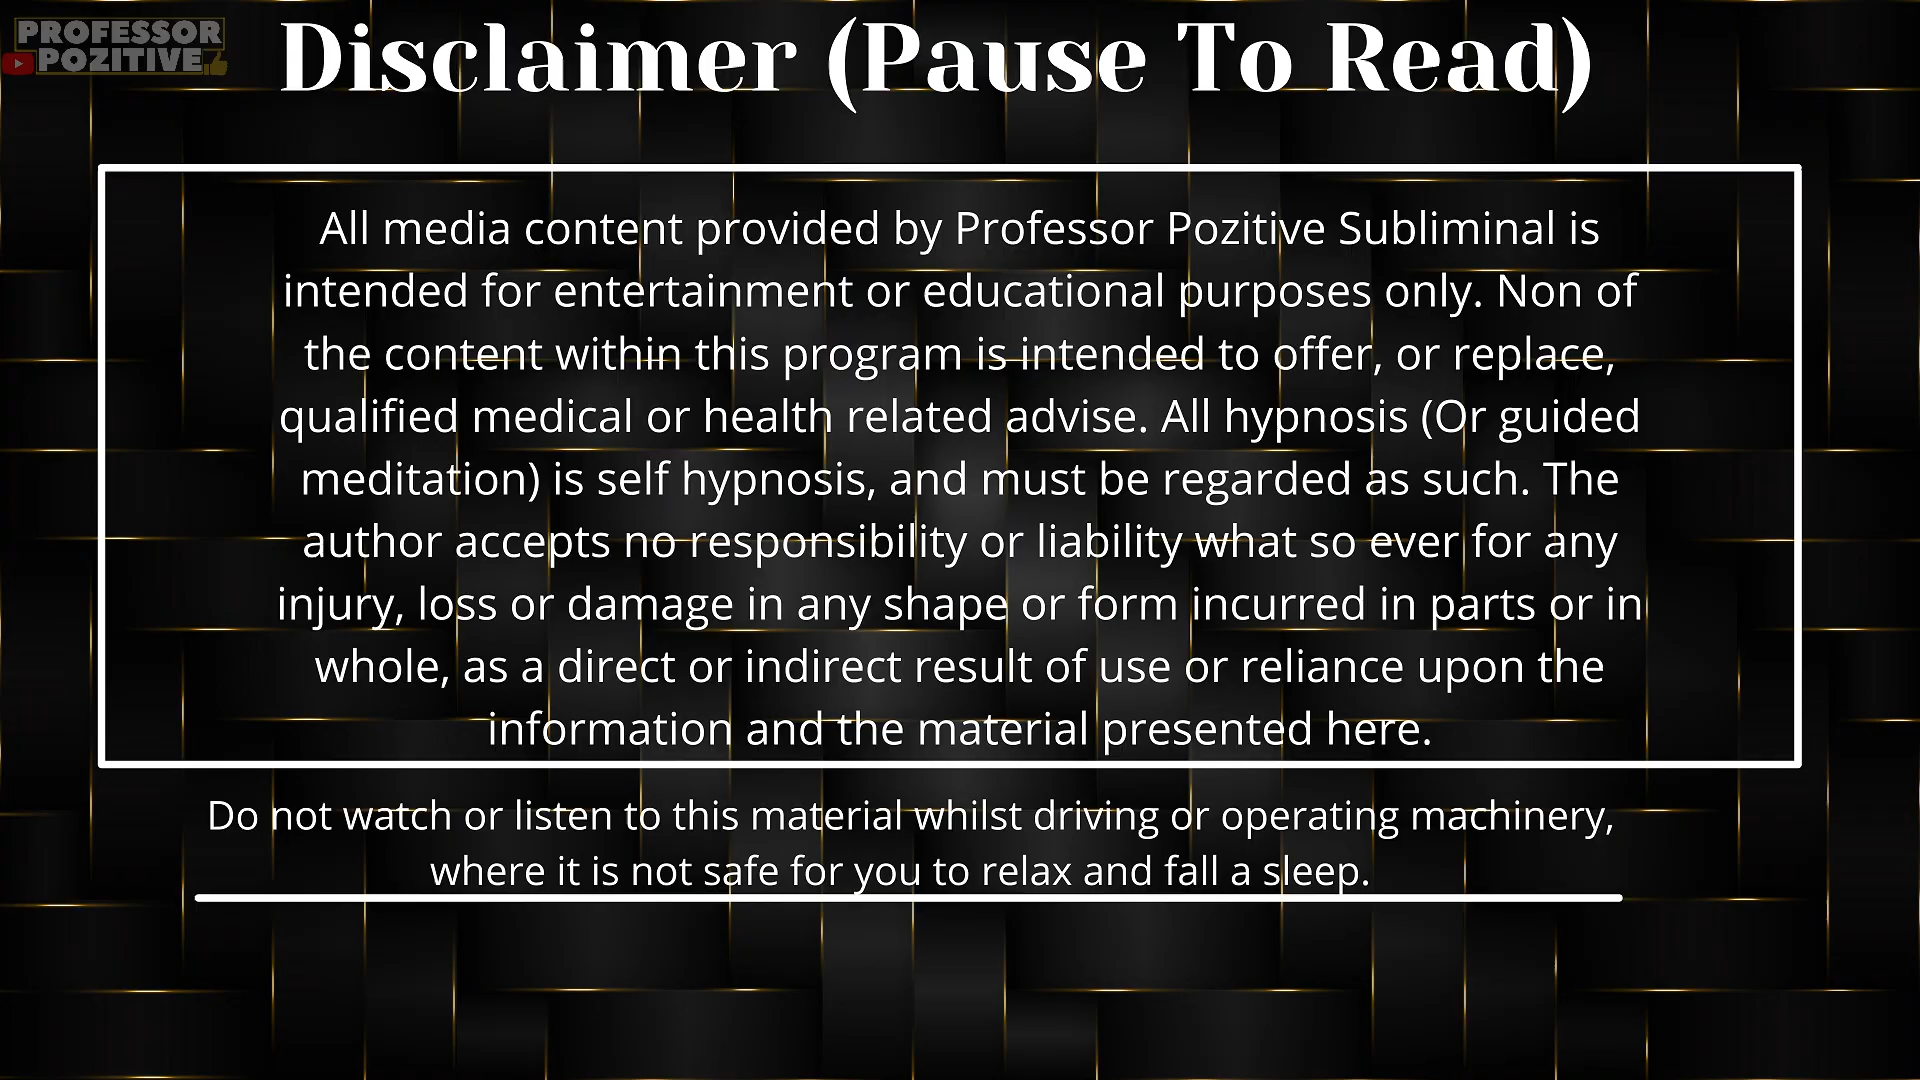 PROFESSOR
POZITIVE
Disclaimer (Pause To Read)
All media content provided by Professor Pozitive Subliminal is
intended for entertainment or educational purposes only. Non of
the content within this program is intended to offer, or replace,
qualified medical or health related advise. All hypnosis (Or guided
meditation) is self hypnosis, and must be regarded as such. The
author accepts no responsibility or liability what so ever for any
injury, loss or damage in any shape or form incurred in parts or in
whole, as a direct or indirect result of use or reliance upon the
information and the material presented here.
Do not watch or listen to this material whilst driving or operating machinery,
where it is not safe for you to relax and fall a sleep.